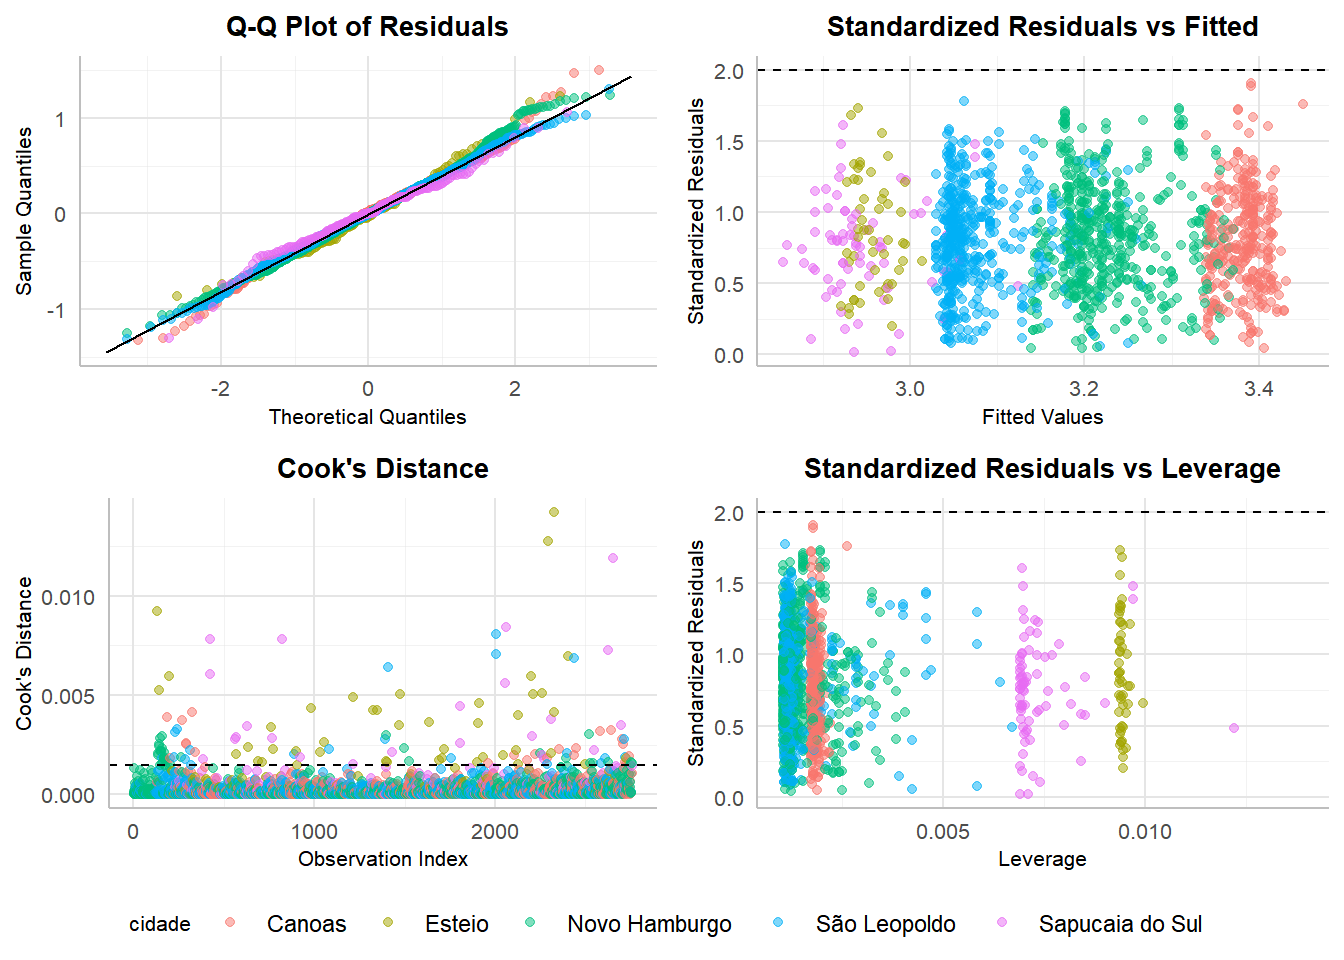 Q-Q Plot of Residuals
Sample Quantiles
1
0
-1
-2
0
2
Theoretical Quantiles
Standardized Residuals vs Fitted
Standardized Residuals
2.0
1.5
1.0
0.5
0.0
3.0
3.2
3.4
Fitted Values
Cook's Distance
Cook's Distance
0.010
0.005
0.000
0
1000
2000
Observation Index
Standardized Residuals vs Leverage
Standardized Residuals
2.0
1.5
1.0
0.5
0.0
0.005
0.010
Leverage
cidade Canoas Esteio Novo Hamburgo São Leopoldo Sapucaia do Sul